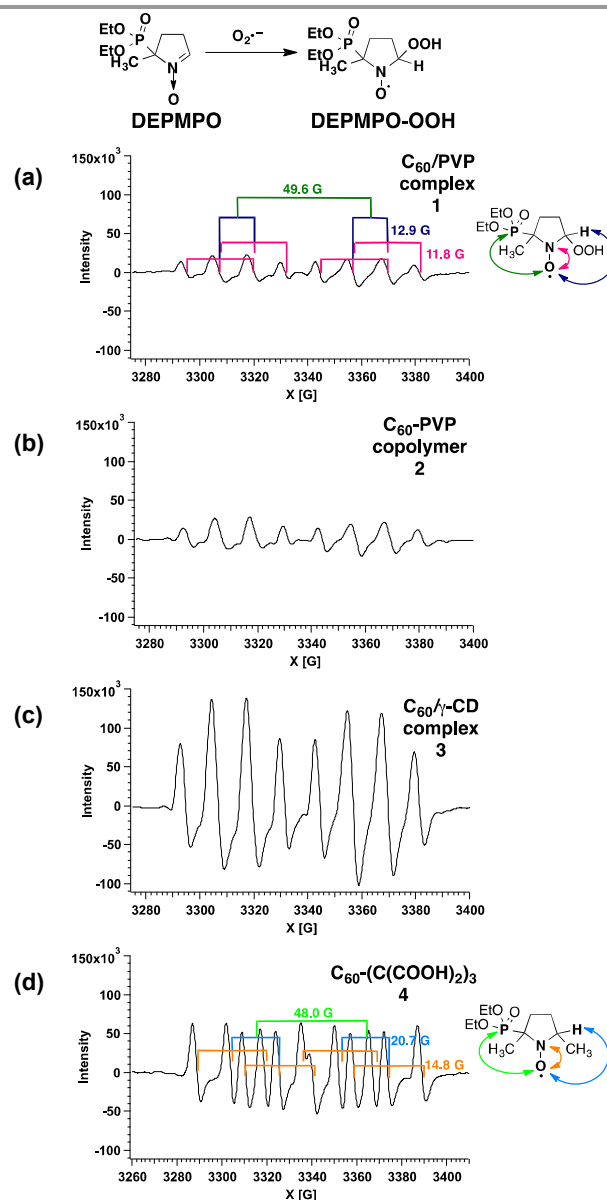 EtO O
P
EtO
H₃C N
O
O₂•−
EtO O
P OOH
EtO
H₃C N H
O•
DEPMPO DEPMPO-OOH
(a)
C₆₀/PVP
complex
1
49.6 G
12.9 G
11.8 G
150x10³
100
50
0
-50
-100
Intensity
3280 3300 3320 3340 3360 3380 3400
X [G]
EtO O
P H
EtO
H₃C N OOH
O•
(b)
C₆₀-PVP
copolymer
2
150x10³
100
50
0
-50
-100
Intensity
3280 3300 3320 3340 3360 3380 3400
X [G]
(c)
C₆₀/γ-CD
complex
3
150x10³
100
50
0
-50
-100
Intensity
3280 3300 3320 3340 3360 3380 3400
X [G]
(d)
C₆₀-(C(COOH)₂)₃
4
48.0 G
20.7 G
14.8 G
150x10³
100
50
0
-50
-100
Intensity
3260 3280 3300 3320 3340 3360 3380 3400
X [G]
EtO O
P H
EtO
CH₃ N CH₃
O•